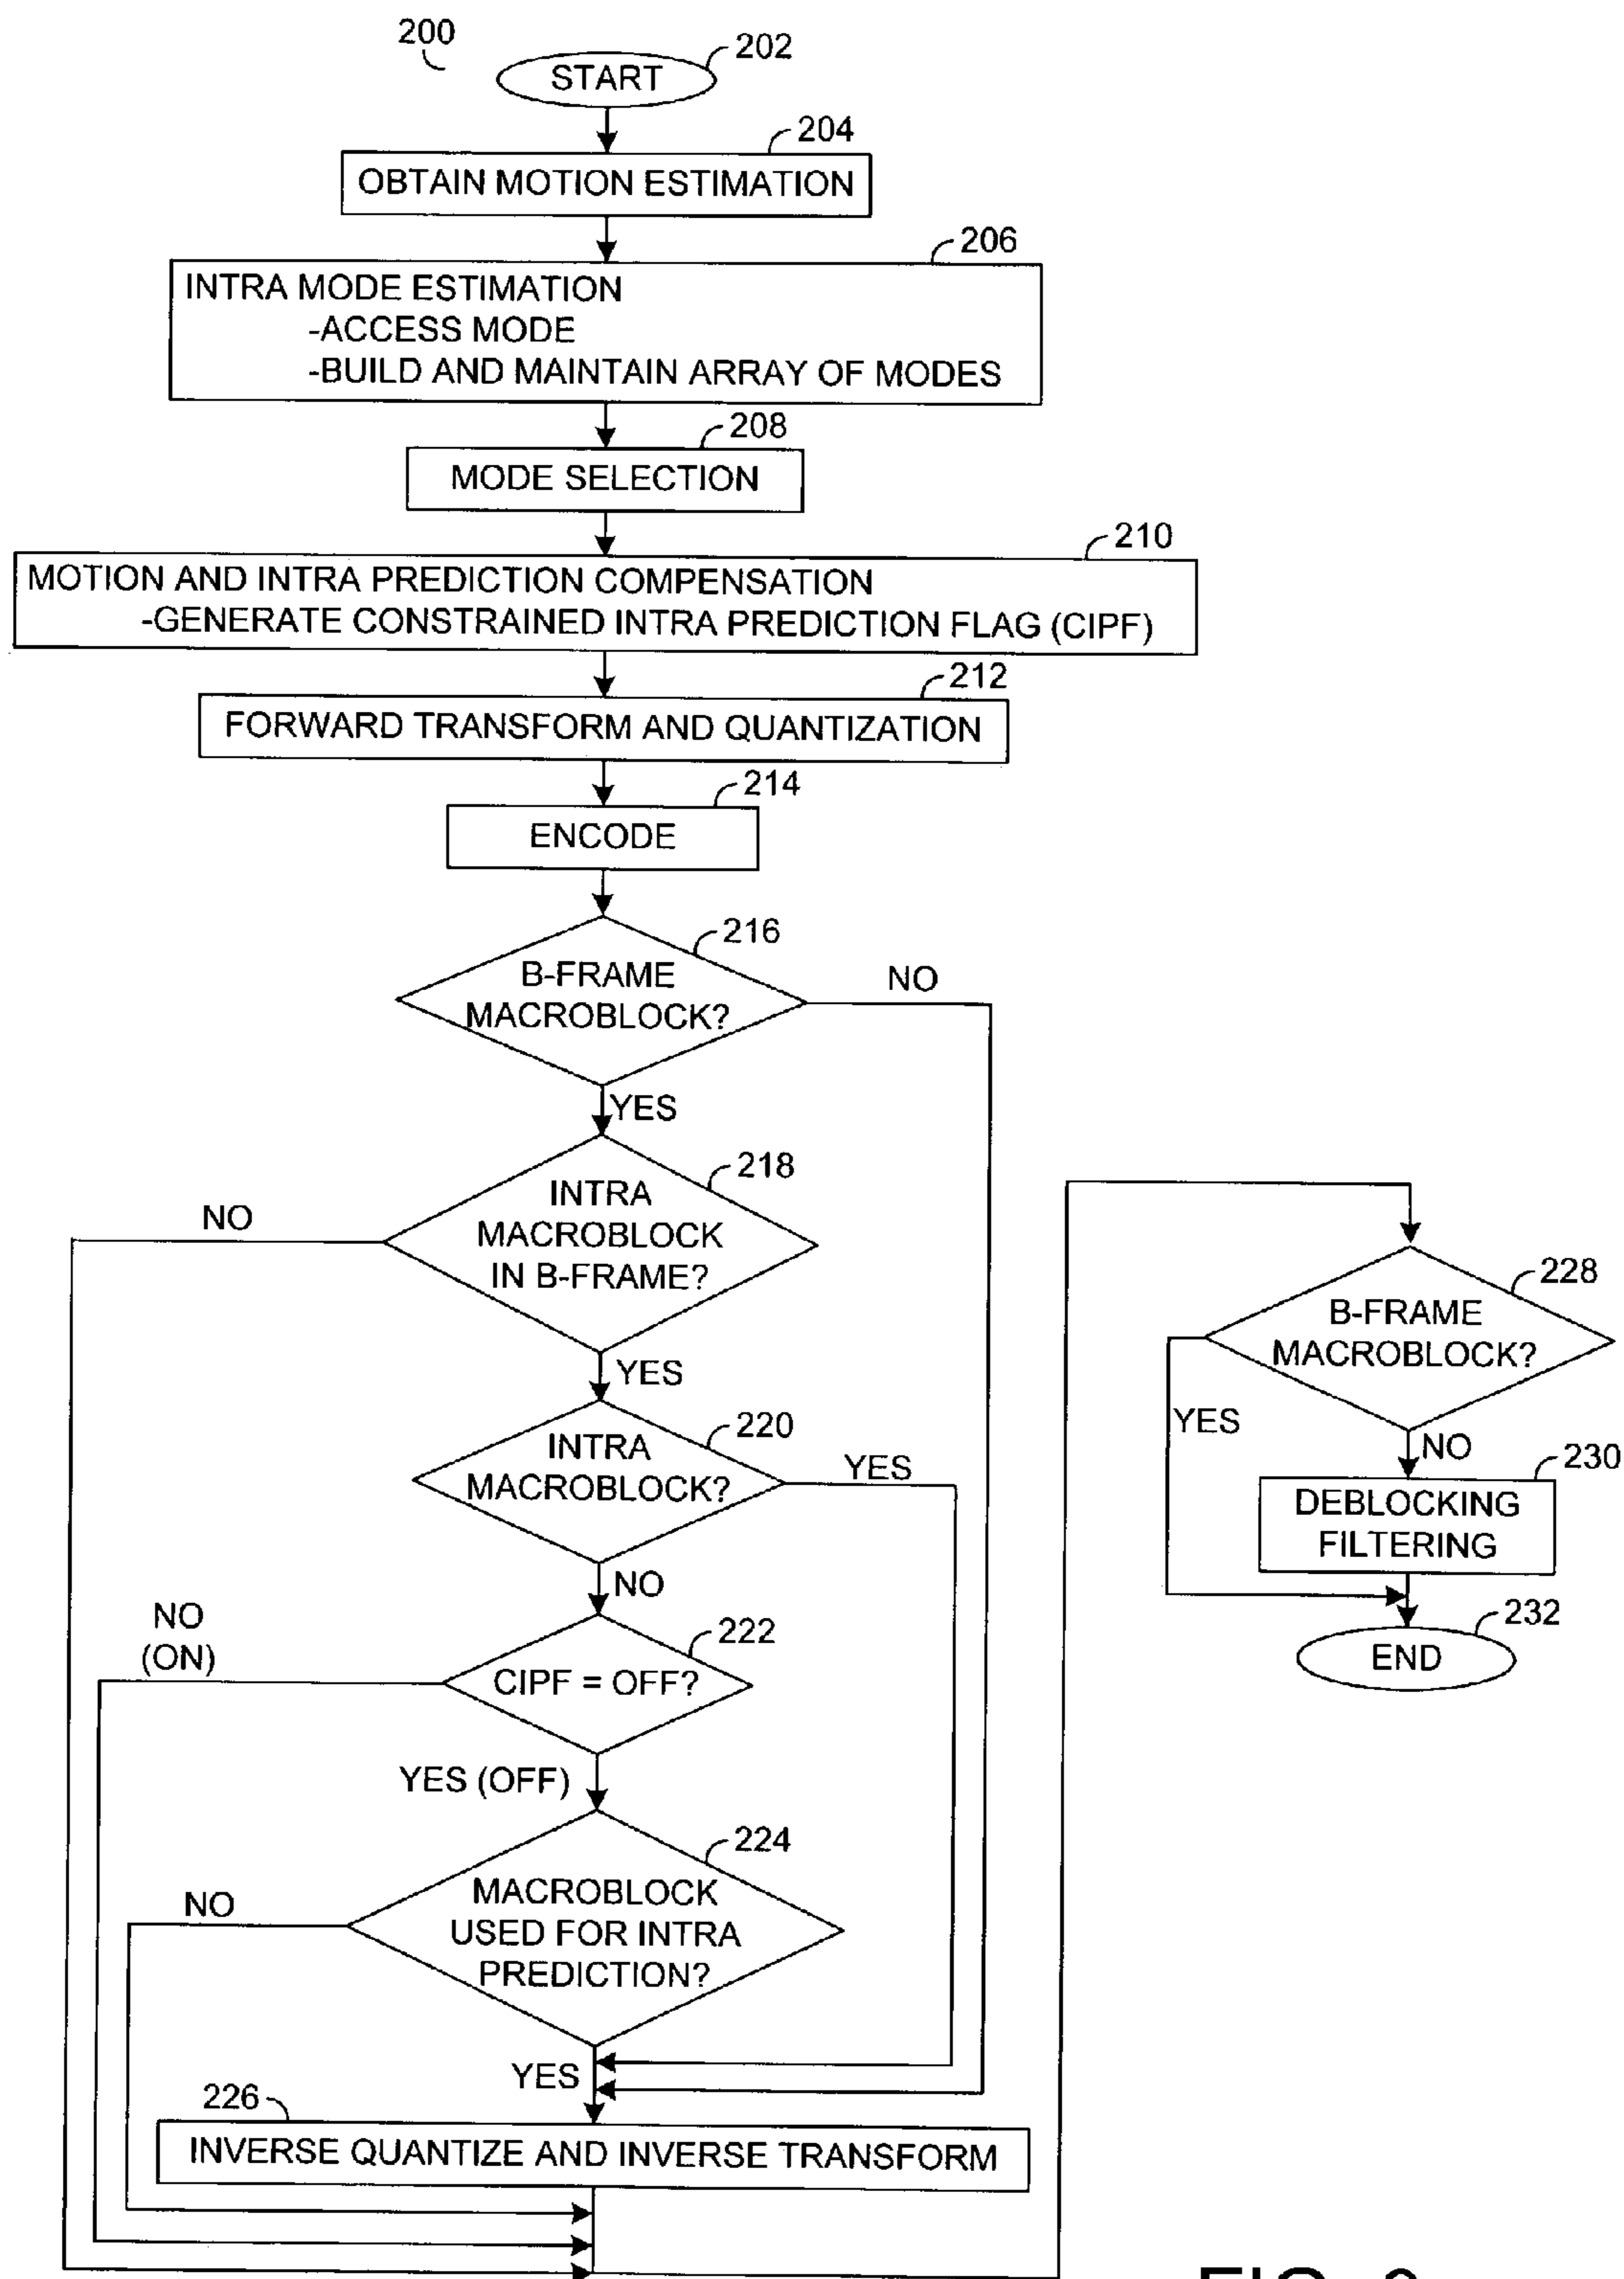 200
202
START
204
OBTAIN MOTION ESTIMATION
206
INTRA MODE ESTIMATION
-ACCESS MODE
-BUILD AND MAINTAIN ARRAY OF MODES
208
MODE SELECTION
210
MOTION AND INTRA PREDICTION COMPENSATION
-GENERATE CONSTRAINED INTRA PREDICTION FLAG (CIPF)
212
FORWARD TRANSFORM AND QUANTIZATION
214
ENCODE
216
B-FRAME
MACROBLOCK?
NO
YES
218
INTRA
MACROBLOCK
IN B-FRAME?
NO
YES
220
INTRA
MACROBLOCK?
YES
NO
222
CIPF = OFF?
NO
(ON)
YES (OFF)
224
MACROBLOCK
USED FOR INTRA
PREDICTION?
NO
YES
226
INVERSE QUANTIZE AND INVERSE TRANSFORM
228
B-FRAME
MACROBLOCK?
YES
NO
230
DEBLOCKING
FILTERING
232
END
FIG.